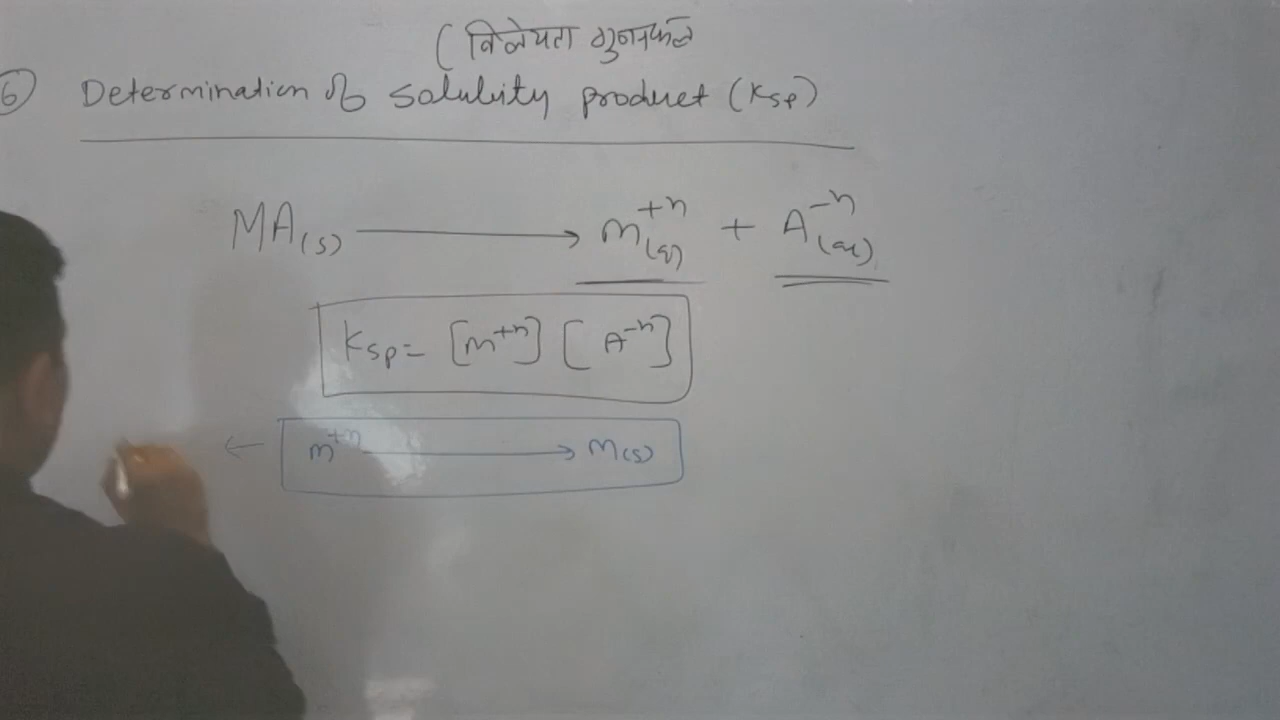 (विलेयता गुणनफल
6 Determination of solubility product (Ksp)
MA(s) ⟶ m⁺ⁿ(aq) + A⁻ⁿ(aq)
Ksp = [m⁺ⁿ] [A⁻ⁿ]
← m⁺ⁿ ⟶ M(s)